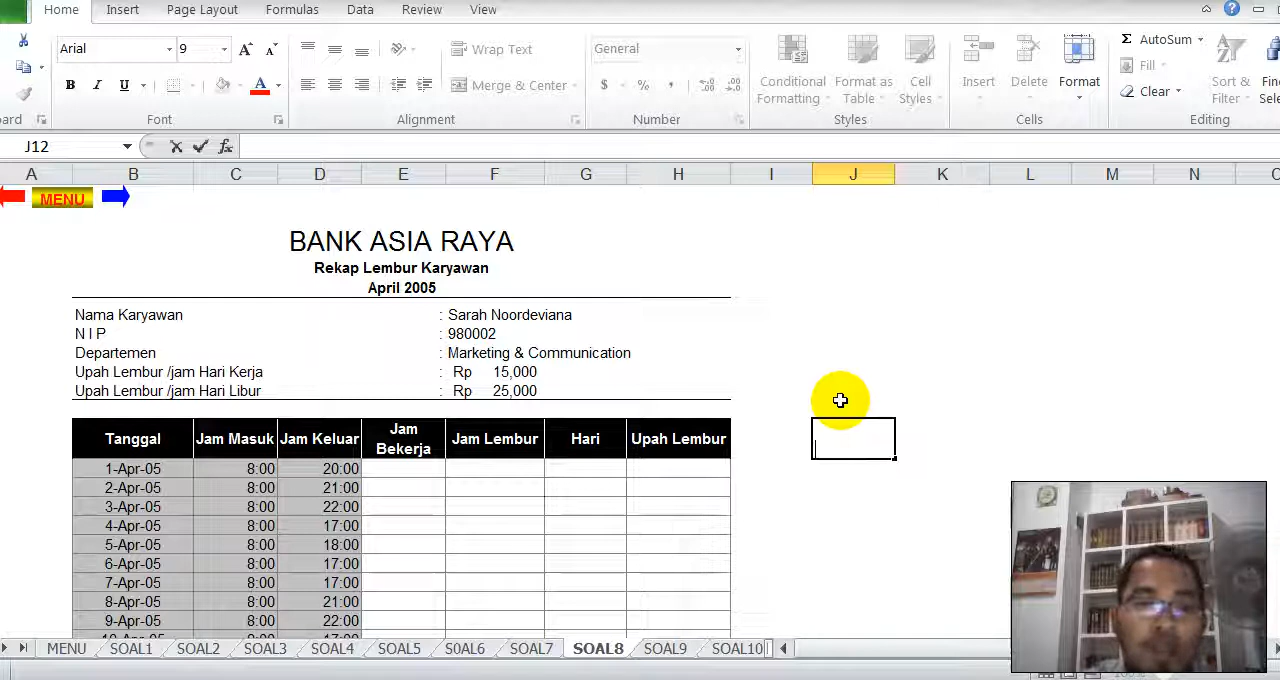 Home Insert Page Layout Formulas Data Review View
Arial 9 Wrap Text General Σ AutoSum
B I U Merge & Center $ % , Conditional Formatting Format as Table Cell Styles Insert Delete Format Fill Clear Sort & Filter
Font Alignment Number Styles Cells Editing
J12 fx
A B C D E F G H I J K L M N
MENU
BANK ASIA RAYA
Rekap Lembur Karyawan
April 2005
Nama Karyawan : Sarah Noordeviana
N I P : 980002
Departemen : Marketing & Communication
Upah Lembur /jam Hari Kerja : Rp 15,000
Upah Lembur /jam Hari Libur : Rp 25,000
Tanggal Jam Masuk Jam Keluar Jam Bekerja Jam Lembur Hari Upah Lembur
1-Apr-05 8:00 20:00
2-Apr-05 8:00 21:00
3-Apr-05 8:00 22:00
4-Apr-05 8:00 17:00
5-Apr-05 8:00 18:00
6-Apr-05 8:00 17:00
7-Apr-05 8:00 17:00
8-Apr-05 8:00 21:00
9-Apr-05 8:00 22:00
MENU SOAL1 SOAL2 SOAL3 SOAL4 SOAL5 S0AL6 SOAL7 SOAL8 SOAL9 SOAL10